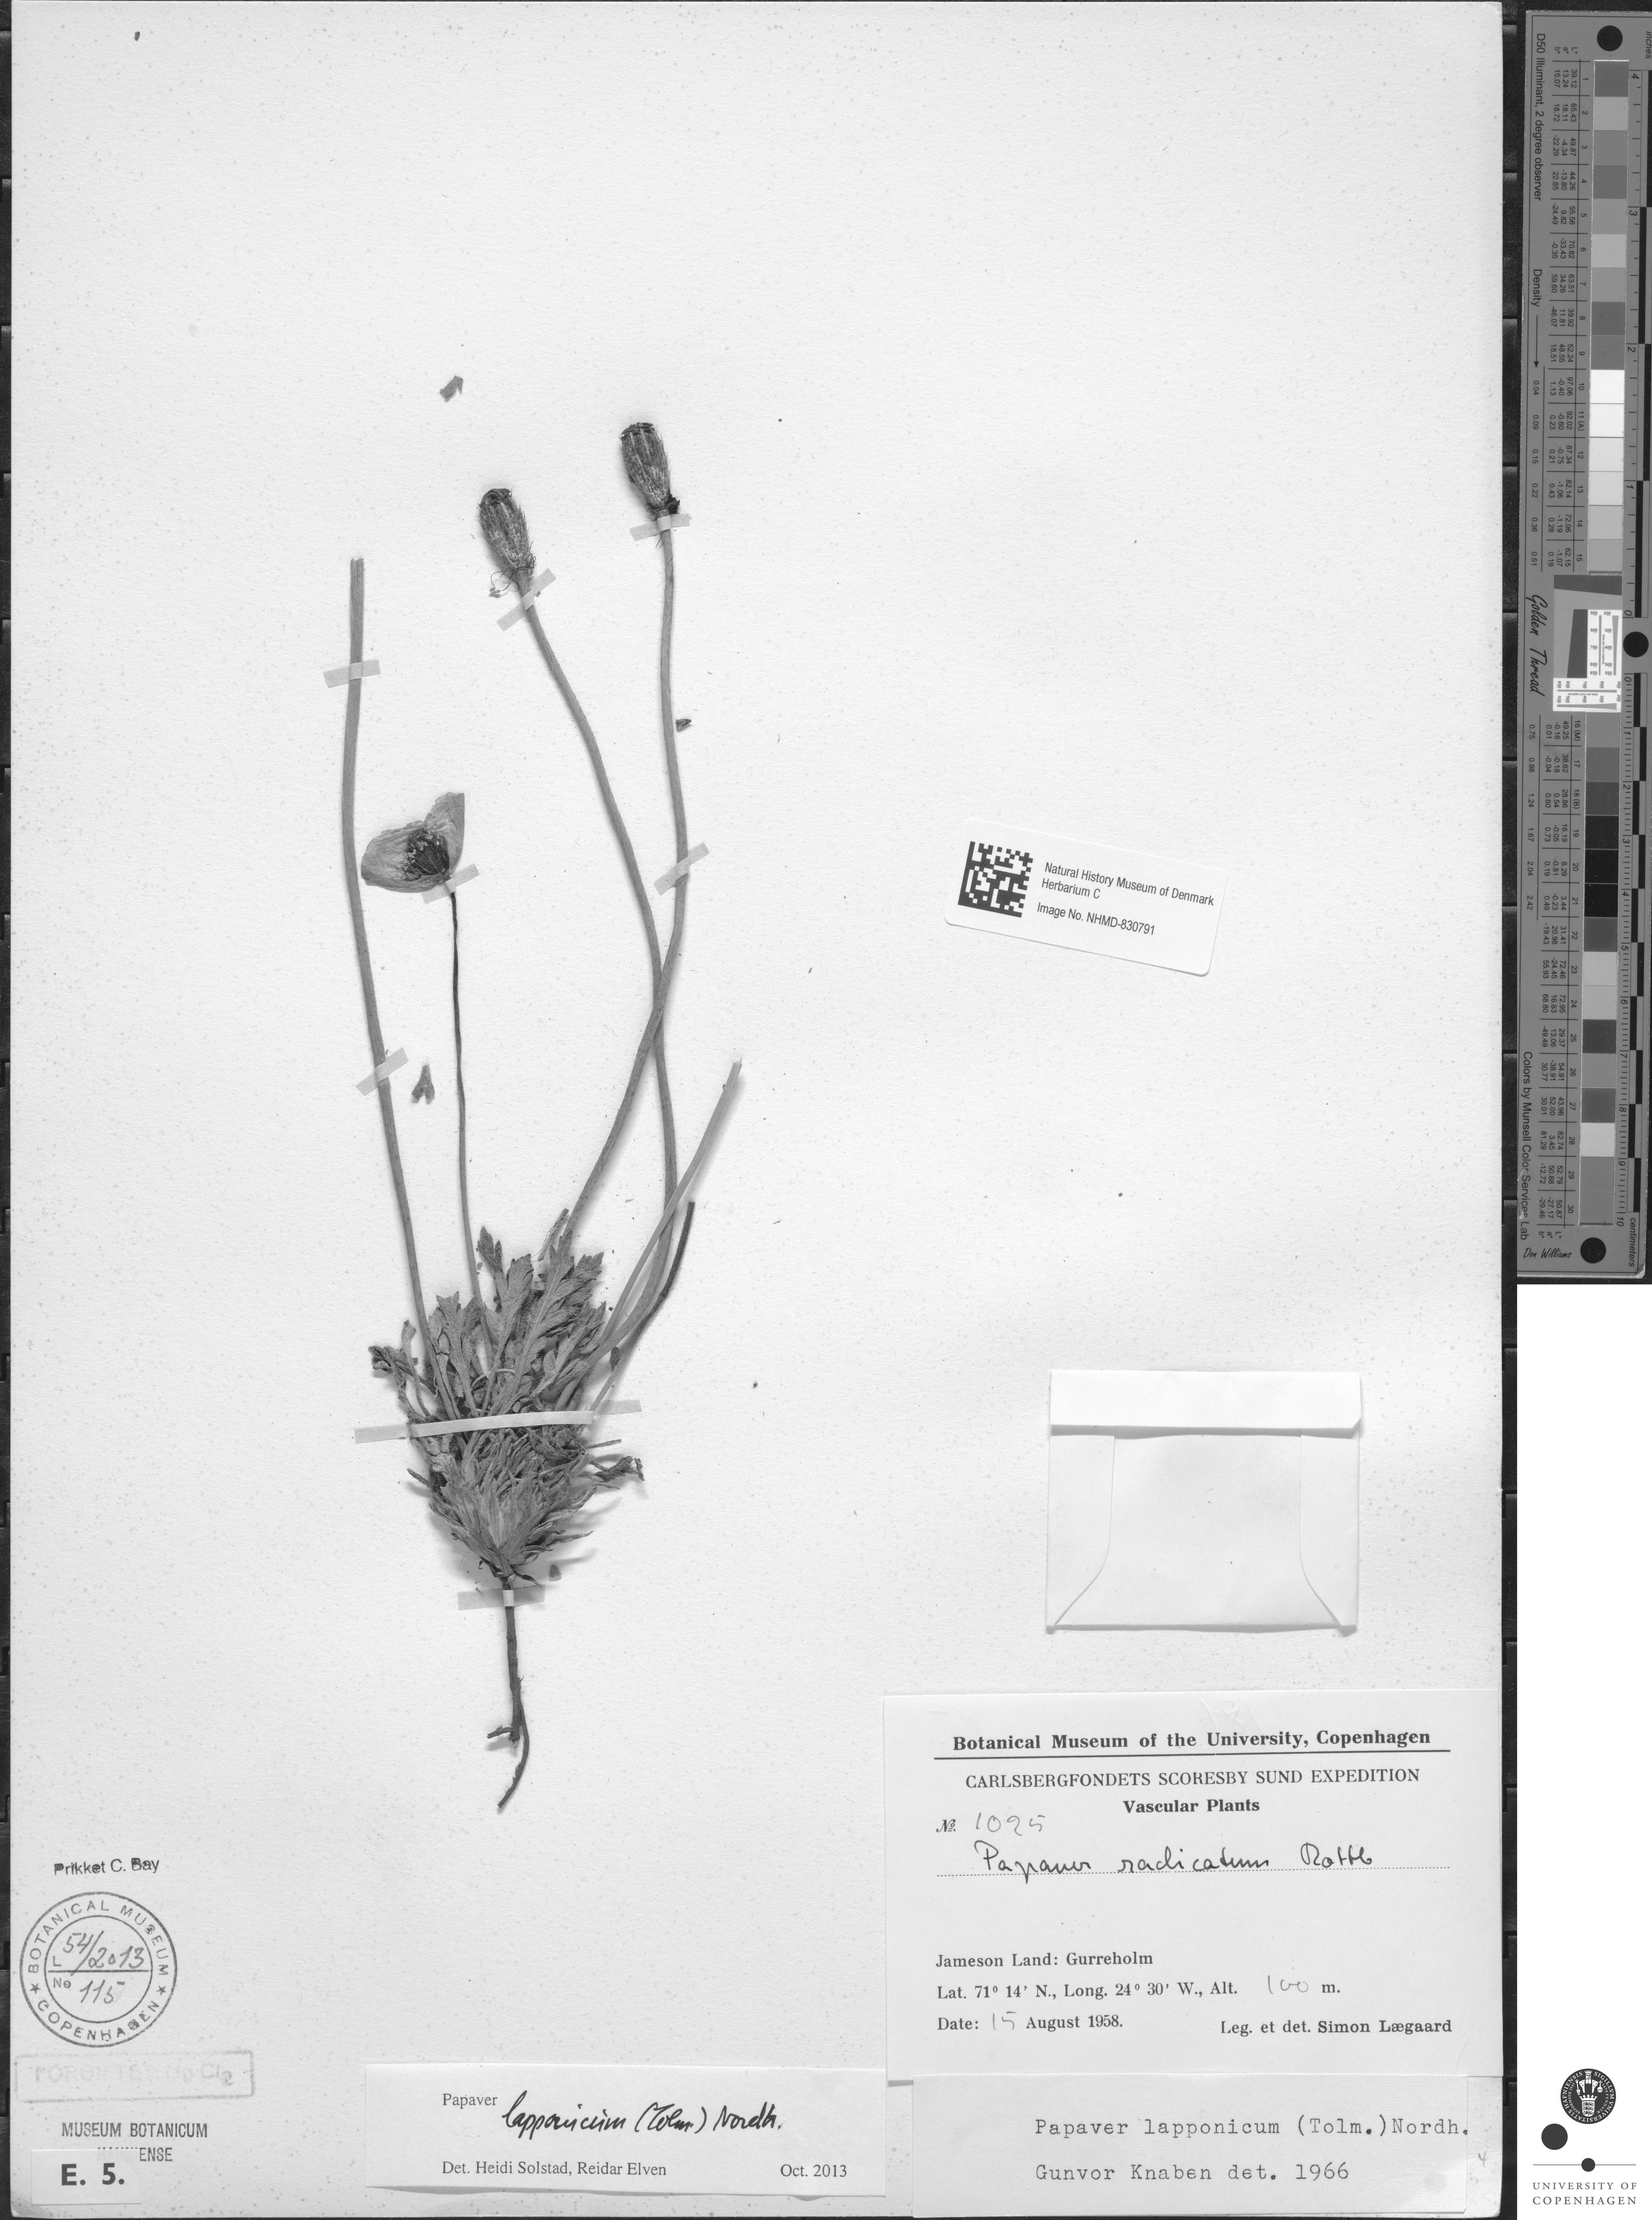 Natural History Museum of Denmark
Herbarium C
Image No. NHMD-830791
Botanical Museum of the University, Copenhagen
CARLSBERGFONDETS SCORESBY SUND EXPEDITION
Vascular Plants
№. 1095
Papaver radicatum Rottb
Jameson Land: Gurreholm
Lat. 71° 14' N., Long. 24° 30' W., Alt. 100 m.
Date: 15 August 1958.
Leg. et det. Simon Lægaard
Papaver lapponicum (Tolm.) Nordh.
Gunvor Knaben det. 1966
Papaver lapponicum (Tolm.) Nordh.
Det. Heidi Solstad, Reidar Elven
Oct. 2013
Prikket C. Bay
BOTANICAL MUSEUM
L 54/2013
No 115
COPENHAGEN
MUSEUM BOTANICUM
ENSE
E. 5.
D50 Illuminant, 2 degree observer
Density
Golden Thread
Colors by Munsell Color Services Lab
Don Williams
inches
centimeters
UNIVERSITY OF
COPENHAGEN